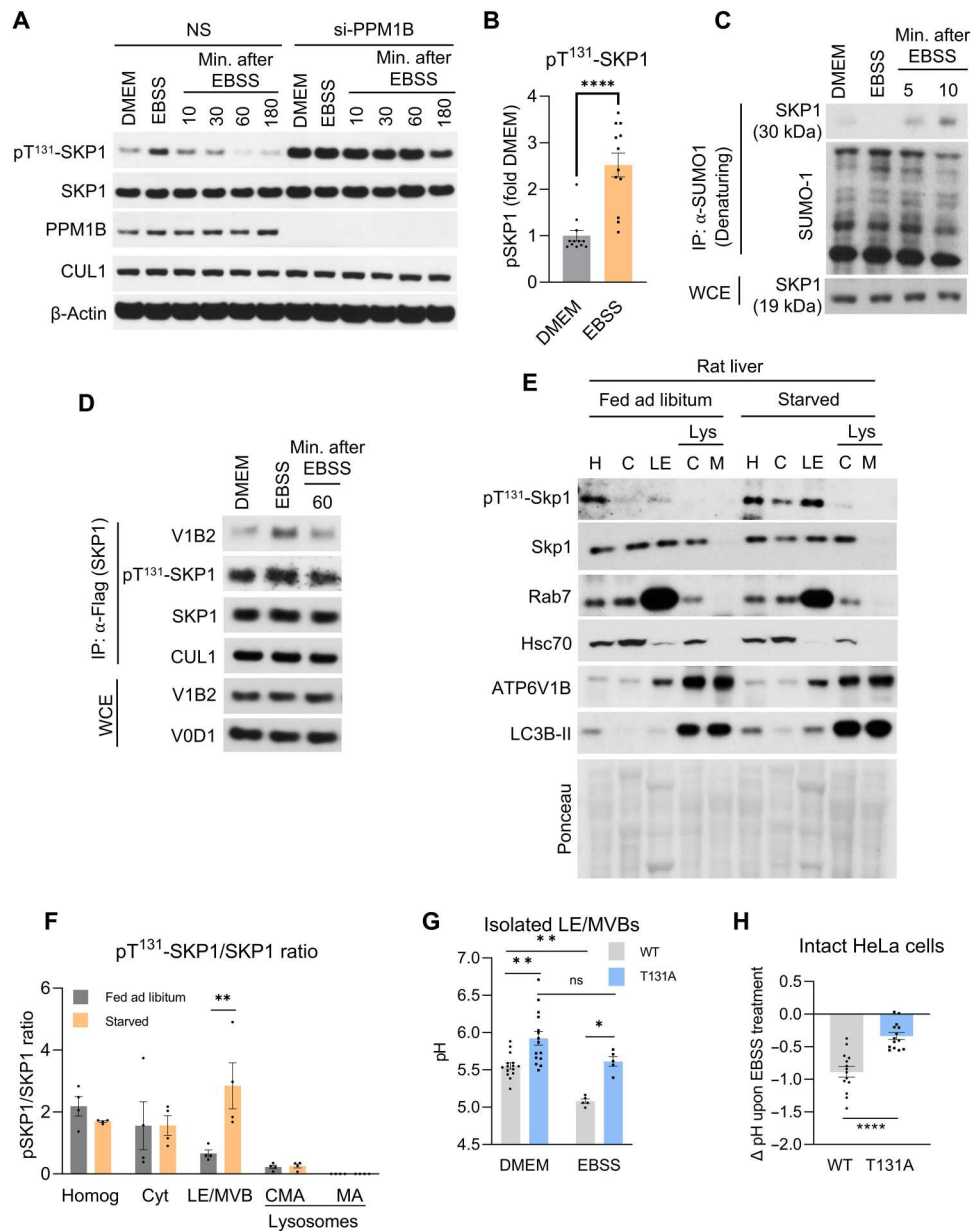 A
NS
si-PPM1B
Min. after
EBSS
Min. after
EBSS
DMEM
EBSS
10
30
60
180
DMEM
EBSS
10
30
60
180
pT131-SKP1
SKP1
PPM1B
CUL1
β-Actin
B
pT131-SKP1
****
pSKP1 (fold DMEM)
4
3
2
1
0
DMEM
EBSS
C
Min. after
EBSS
DMEM
EBSS
5
10
SKP1
(30 kDa)
IP: α-SUMO1
(Denaturing)
SUMO-1
WCE
SKP1
(19 kDa)
D
Min. after
EBSS
DMEM
EBSS
60
IP: α-Flag (SKP1)
V1B2
pT131-SKP1
SKP1
CUL1
WCE
V1B2
V0D1
E
Rat liver
Fed ad libitum
Starved
Lys
Lys
H C LE C M H C LE C M
pT131-Skp1
Skp1
Rab7
Hsc70
ATP6V1B
LC3B-II
Ponceau
F
pT131-SKP1/SKP1 ratio
Fed ad libitum
Starved
**
pSKP1/SKP1 ratio
6
4
2
0
Homog Cyt LE/MVB CMA MA
Lysosomes
G
Isolated LE/MVBs
WT
T131A
**
**
ns
*
pH
7.0
6.5
6.0
5.5
5.0
4.5
DMEM EBSS
H
Intact HeLa cells
Δ pH upon EBSS treatment
0.0
−0.5
−1.0
−1.5
−2.0
****
WT T131A